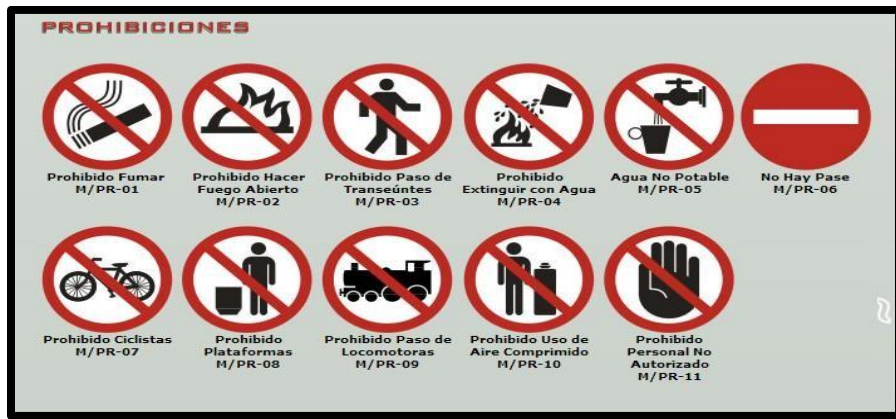 PROHIBICIONES
Prohibido Fumar
M/PR-01
Prohibido Hacer
Fuego Abierto
M/PR-02
Prohibido Paso de
Transeúntes
M/PR-03
Prohibido
Extinguir con Agua
M/PR-04
Agua No Potable
M/PR-05
No Hay Pase
M/PR-06
Prohibido Ciclistas
M/PR-07
Prohibido
Plataformas
M/PR-08
Prohibido Paso de
Locomotoras
M/PR-09
Prohibido Uso de
Aire Comprimido
M/PR-10
Prohibido
Personal No
Autorizado
M/PR-11